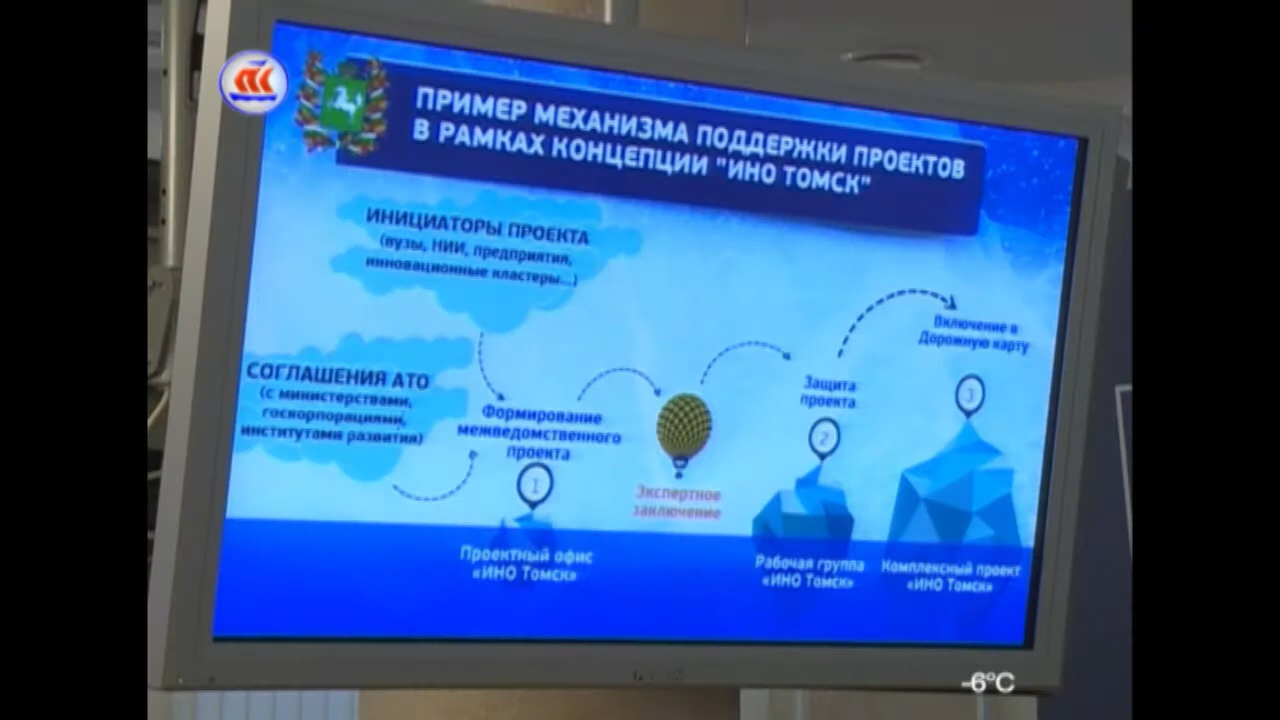 ПРИМЕР МЕХАНИЗМА ПОДДЕРЖКИ ПРОЕКТОВ
В РАМКАХ КОНЦЕПЦИИ "ИНО ТОМСК"
ИНИЦИАТОРЫ ПРОЕКТА
(вузы, НИИ, предприятия,
инновационные кластеры...)
СОГЛАШЕНИЯ АТО
(с министерствами,
госкорпорациями,
институтами развития)
Формирование
межведомственного
проекта
1
Экспертное
заключение
Защита
проекта
2
Включение в
Дорожную карту
3
Проектный офис
«ИНО Томск»
Рабочая группа
«ИНО Томск»
Комплексный проект
«ИНО Томск»
-6°C